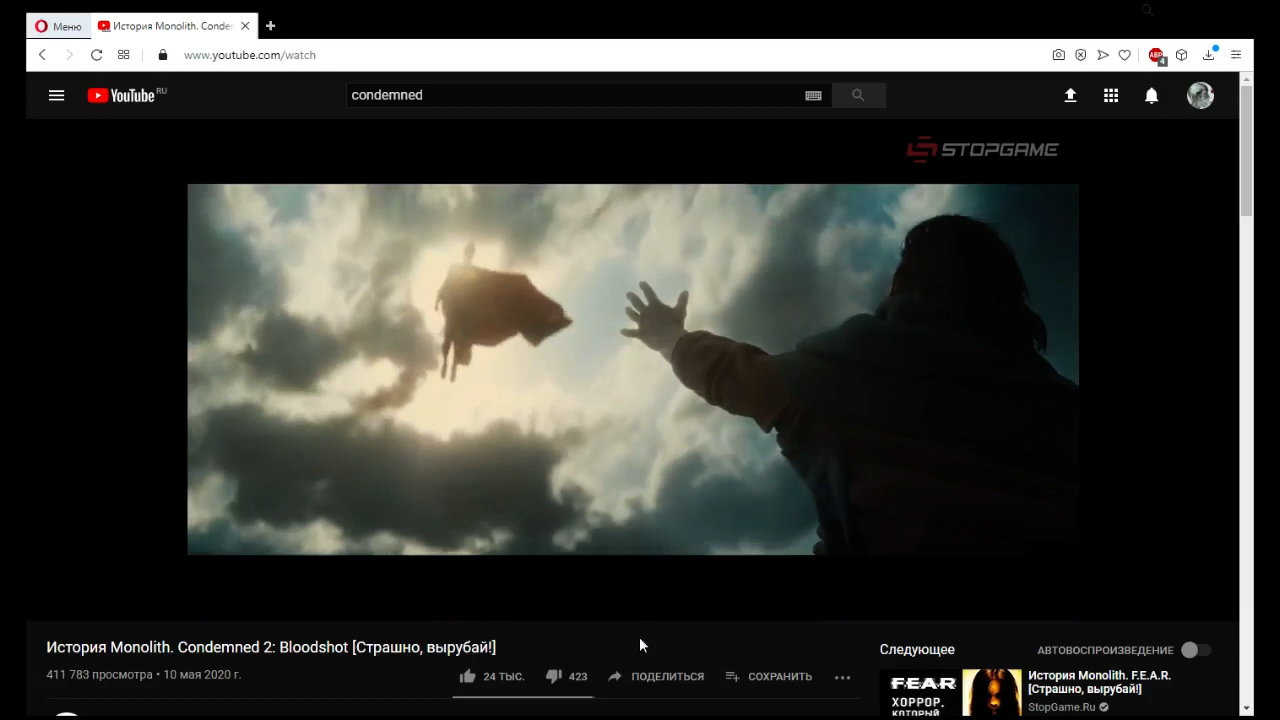 Меню
История Monolith. Conde
www.youtube.com/watch
ABP
4
YouTube RU
condemned
STOPGAME
История Monolith. Condemned 2: Bloodshot [Страшно, вырубай!]
411 783 просмотра • 10 мая 2020 г.
24 ТЫС.
423
ПОДЕЛИТЬСЯ
СОХРАНИТЬ
Следующее
АВТОВОСПРОИЗВЕДЕНИЕ
FEAR
ХОРРОР,
КОТОРЫЙ
История Monolith. F.E.A.R.
[Страшно, вырубай!]
StopGame.Ru